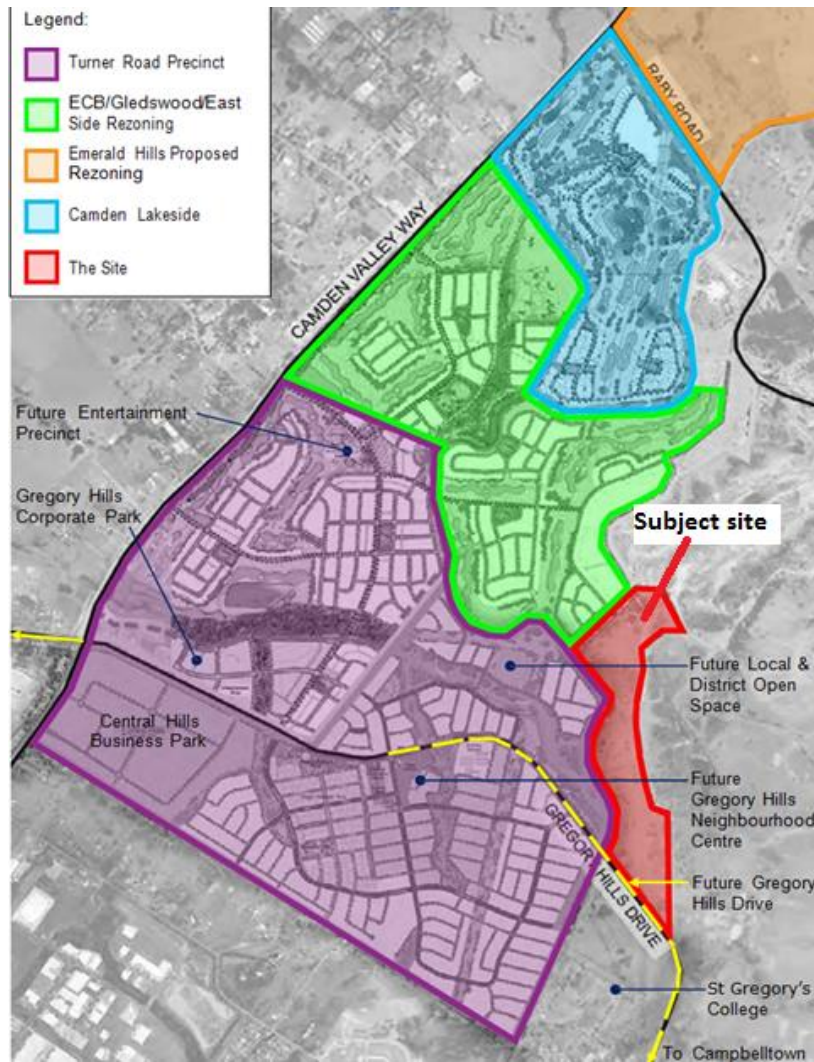 Legend:
Turner Road Precinct
ECB/Gledswood/East
Side Rezoning
Emerald Hills Proposed
Rezoning
Camden Lakeside
The Site
RABY ROAD
CAMDEN VALLEY WAY
Future Entertainment
Precinct
Gregory Hills
Corporate Park
Subject site
Central Hills
Business Park
Future Local &
District Open
Space
Future
Gregory Hills
Neighbourhood
Centre
GREGORY HILLS DRIVE
Future Gregory
Hills Drive
St Gregory's
College
To Campbelltown